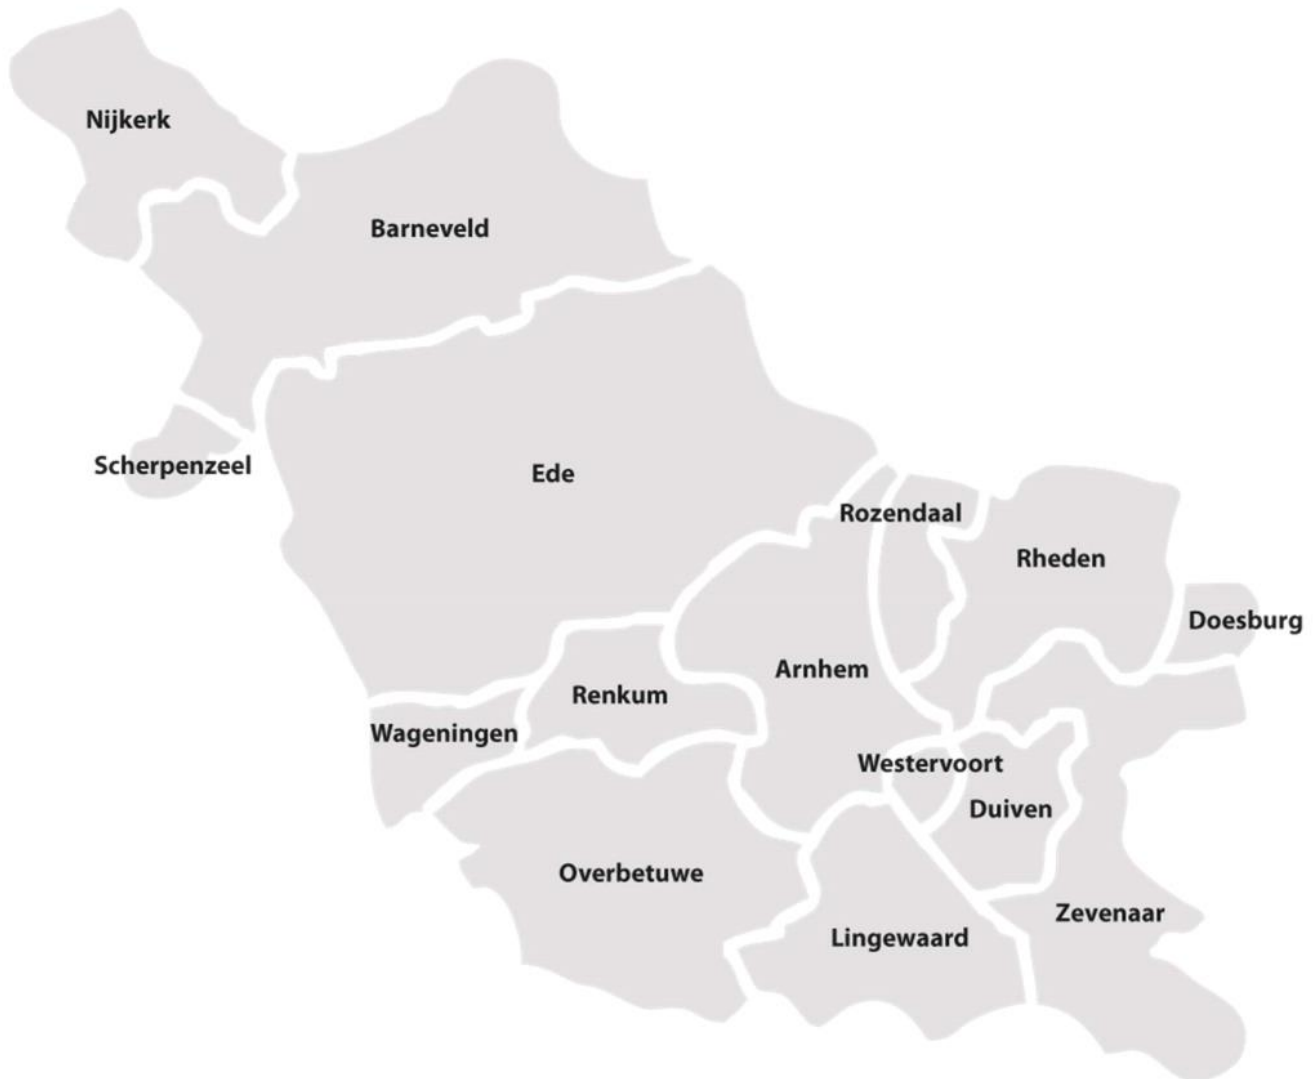 Nijkerk
Barneveld
Scherpenzeel
Ede
Rozendaal
Rheden
Doesburg
Arnhem
Renkum
Wageningen
Westervoort
Duiven
Overbetuwe
Zevenaar
Lingewaard